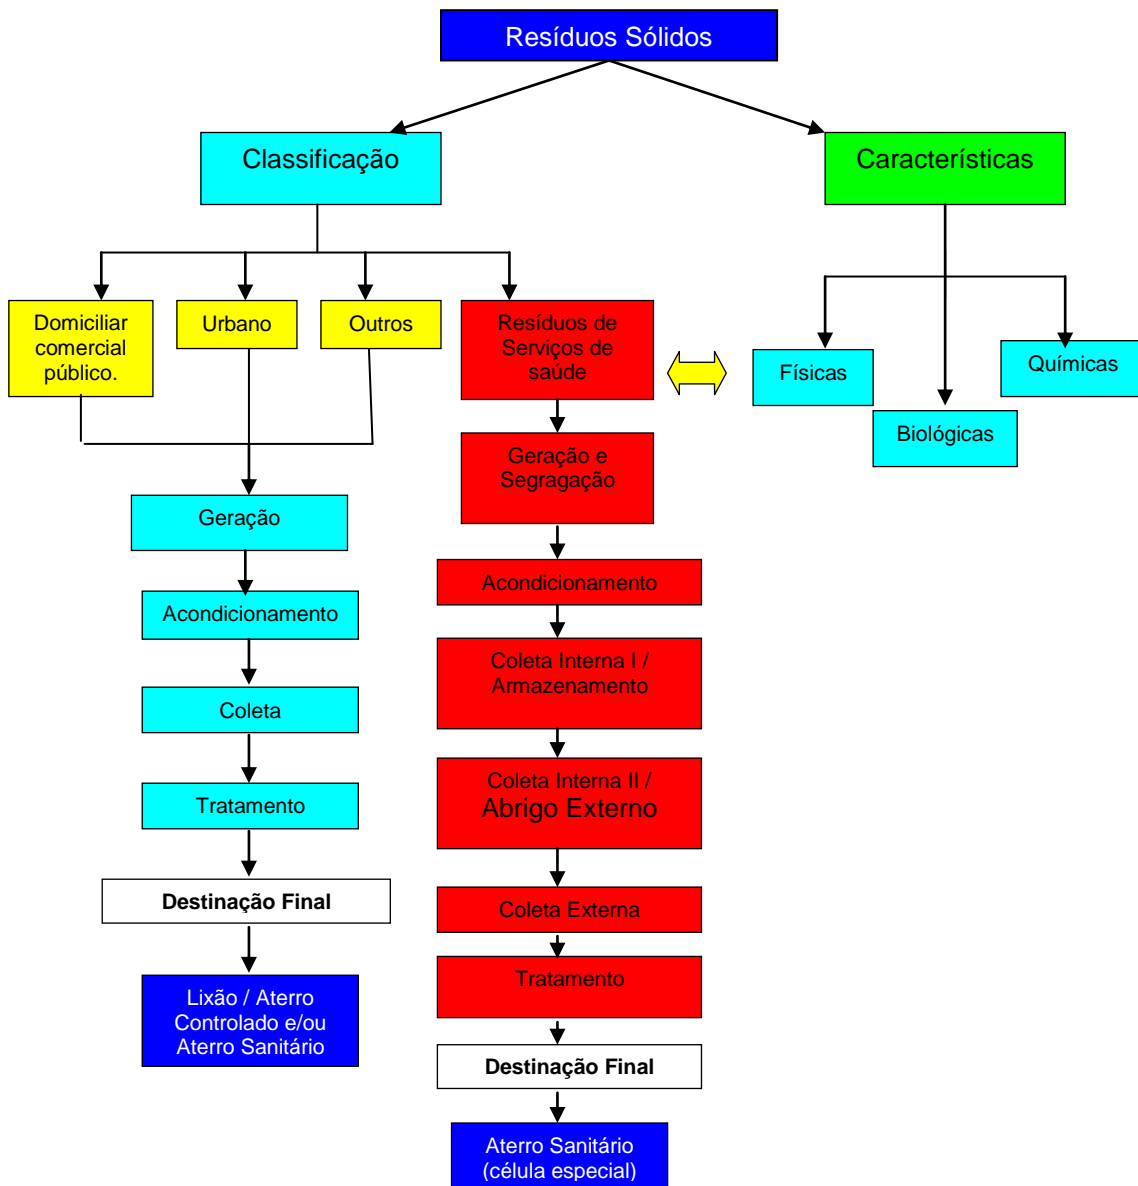 Resíduos Sólidos
Classificação
Característícas
Domiciliar
comercial
público.
Urbano
Outros
Resíduos de
Serviços de
saúde
Físicas
Químicas
Biológicas
Geração e
Segragação
Geração
Acondicionamento
Acondicionamento
Coleta Interna I /
Armazenamento
Coleta
Coleta Interna II /
Abrigo Externo
Tratamento
Destinação Final
Coleta Externa
Tratamento
Lixão / Aterro
Controlado e/ou
Aterro Sanitário
Destinação Final
Aterro Sanitário
(célula especial)